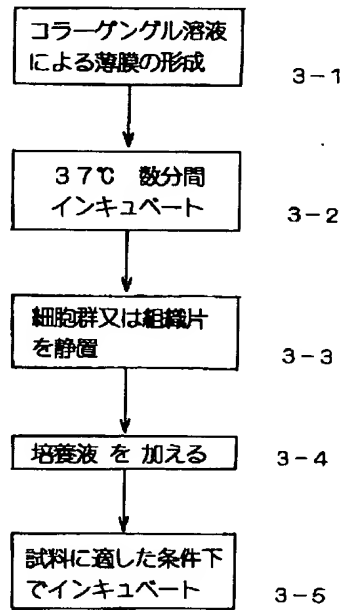 コラーゲンゲル溶液
による薄膜の形成
3-1
37℃ 数分間
インキュベート
3-2
細胞群又は組織片
を静置
3-3
培養液を加える
3-4
試料に適した条件下
でインキュベート
3-5